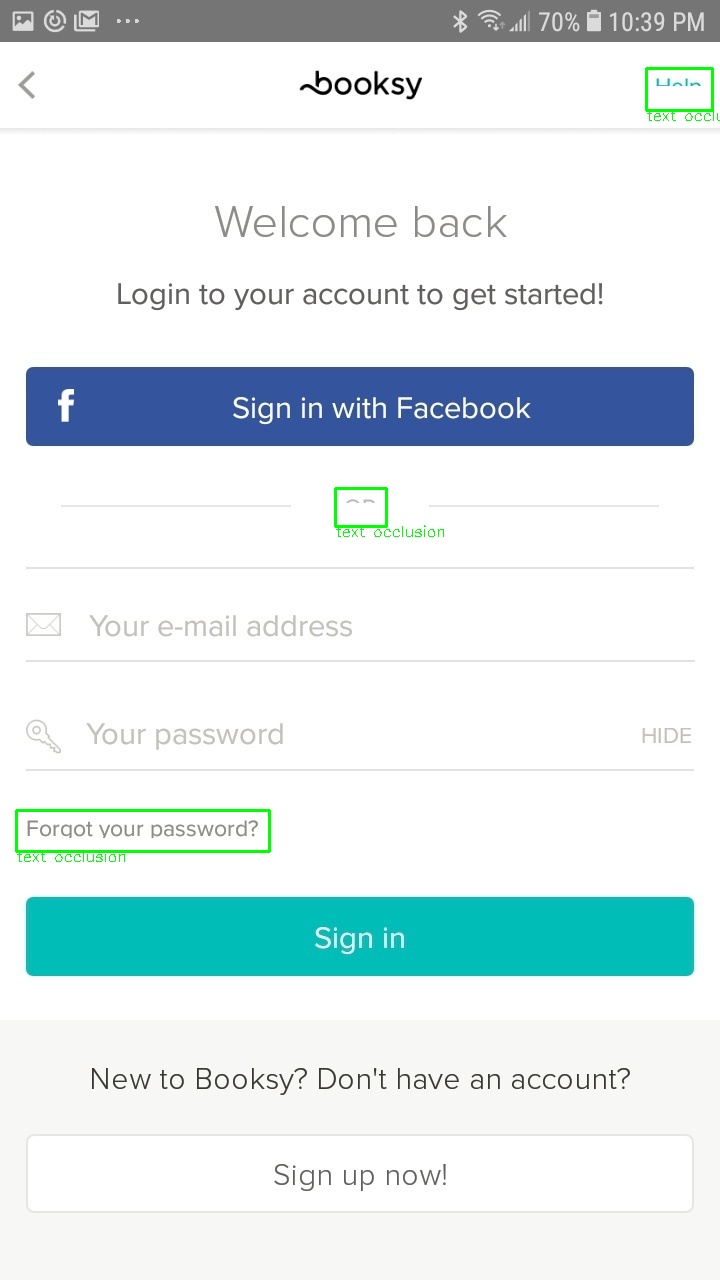 70% 10:39 PM
booksy
Help
text occlu
Welcome back
Login to your account to get started!
f Sign in with Facebook
OR
text occlusion
Your e-mail address
Your password HIDE
Forgot your password?
text occlusion
Sign in
New to Booksy? Don't have an account?
Sign up now!